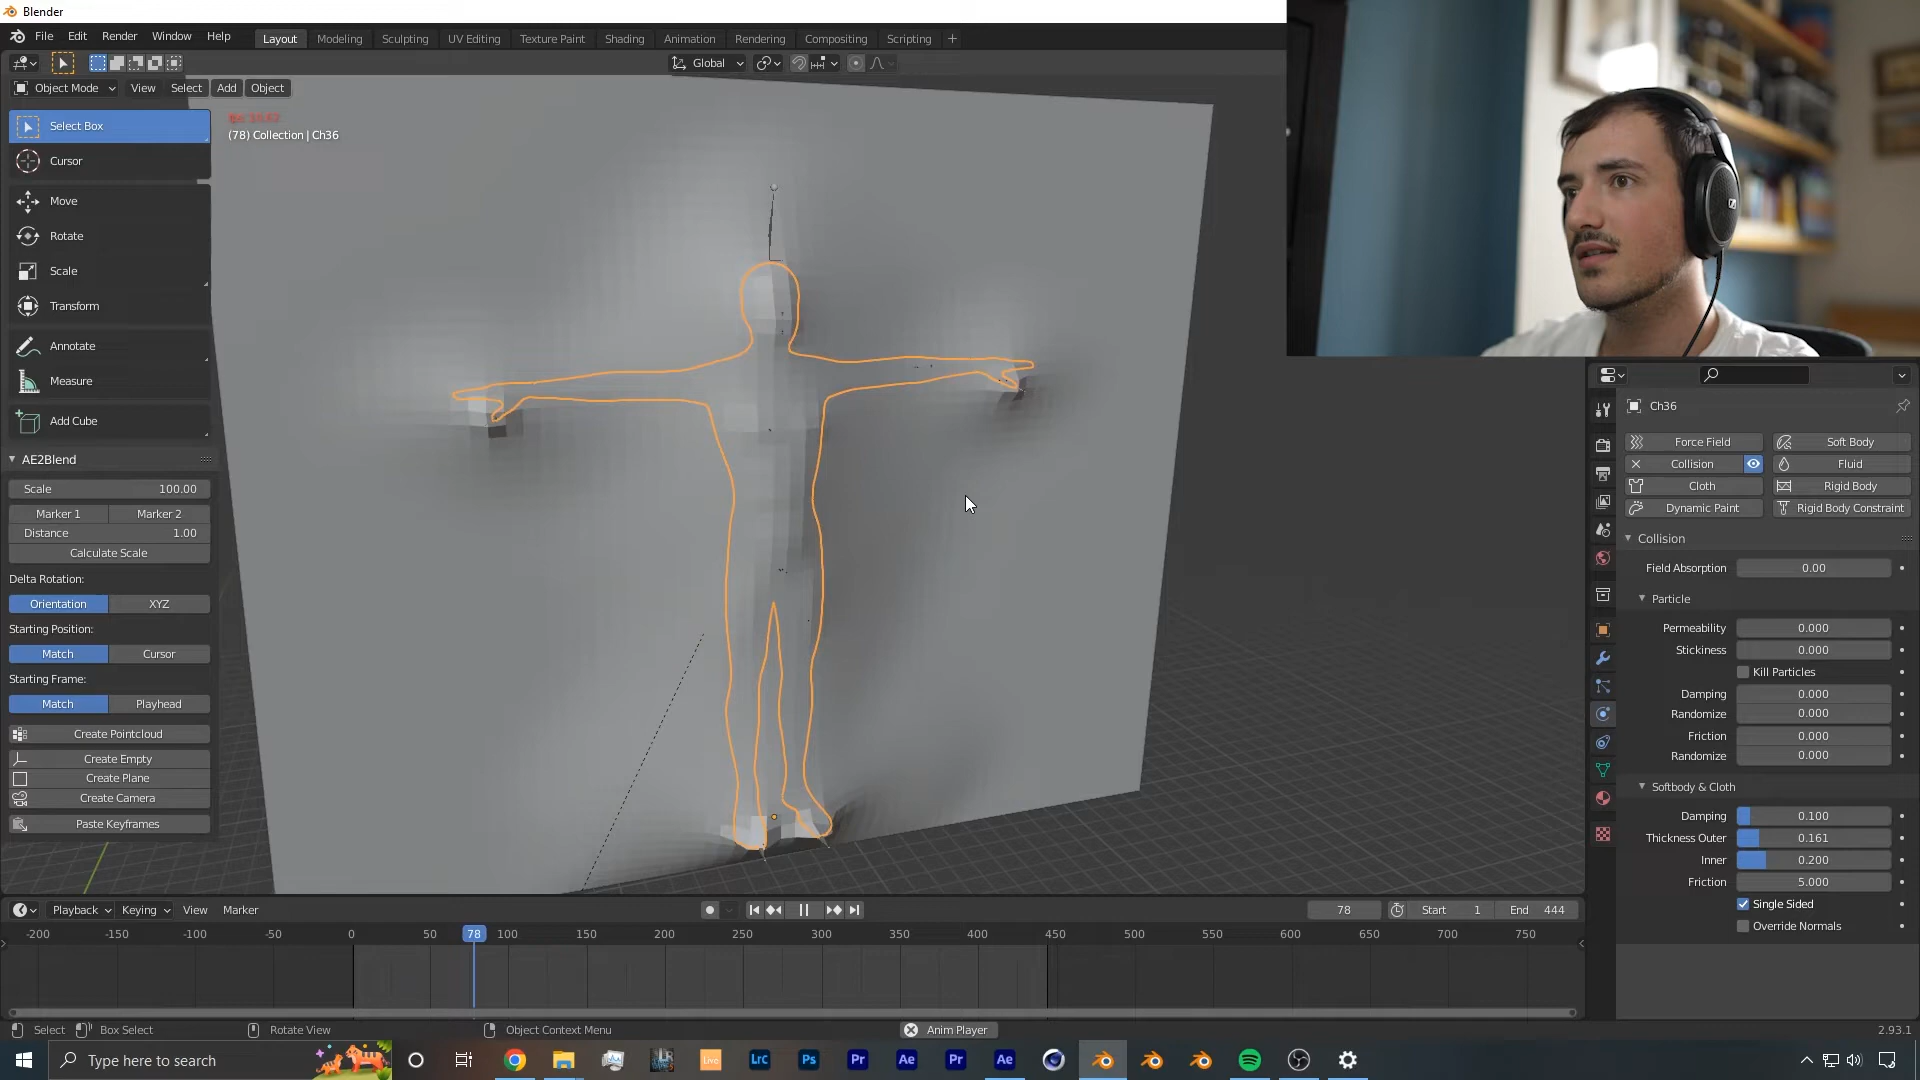 Blender
File Edit Render Window Help
Layout Modeling Sculpting UV Editing Texture Paint Shading Animation Rendering Compositing Scripting +
Global
Object Mode View Select Add Object
Select Box
(78) Collection | Ch36
Cursor
Move
Rotate
Scale
Transform
Annotate
Measure
Add Cube
AE2Blend
Scale 100.00
Marker 1 Marker 2
Distance 1.00
Calculate Scale
Delta Rotation:
Orientation XYZ
Starting Position:
Match Cursor
Starting Frame:
Match Playhead
Create Pointcloud
Create Empty
Create Plane
Create Camera
Paste Keyframes
Ch36
Force Field Soft Body
Collision Fluid
Cloth Rigid Body
Dynamic Paint Rigid Body Constraint
Collision
Field Absorption 0.00
Particle
Permeability 0.000
Stickiness 0.000
Kill Particles
Damping 0.000
Randomize 0.000
Friction 0.000
Randomize 0.000
Softbody & Cloth
Damping 0.100
Thickness Outer 0.161
Inner 0.200
Friction 5.000
Single Sided
Override Normals
Playback Keying View Marker
78 Start 1 End 444
-200 -150 -100 -50 0 50 78 100 150 200 250 300 350 400 450 500 550 600 650 700 750
Select Box Select Rotate View Object Context Menu Anim Player 2.93.1
Type here to search
Live Lrc Ps Pr Ae Pr Ae